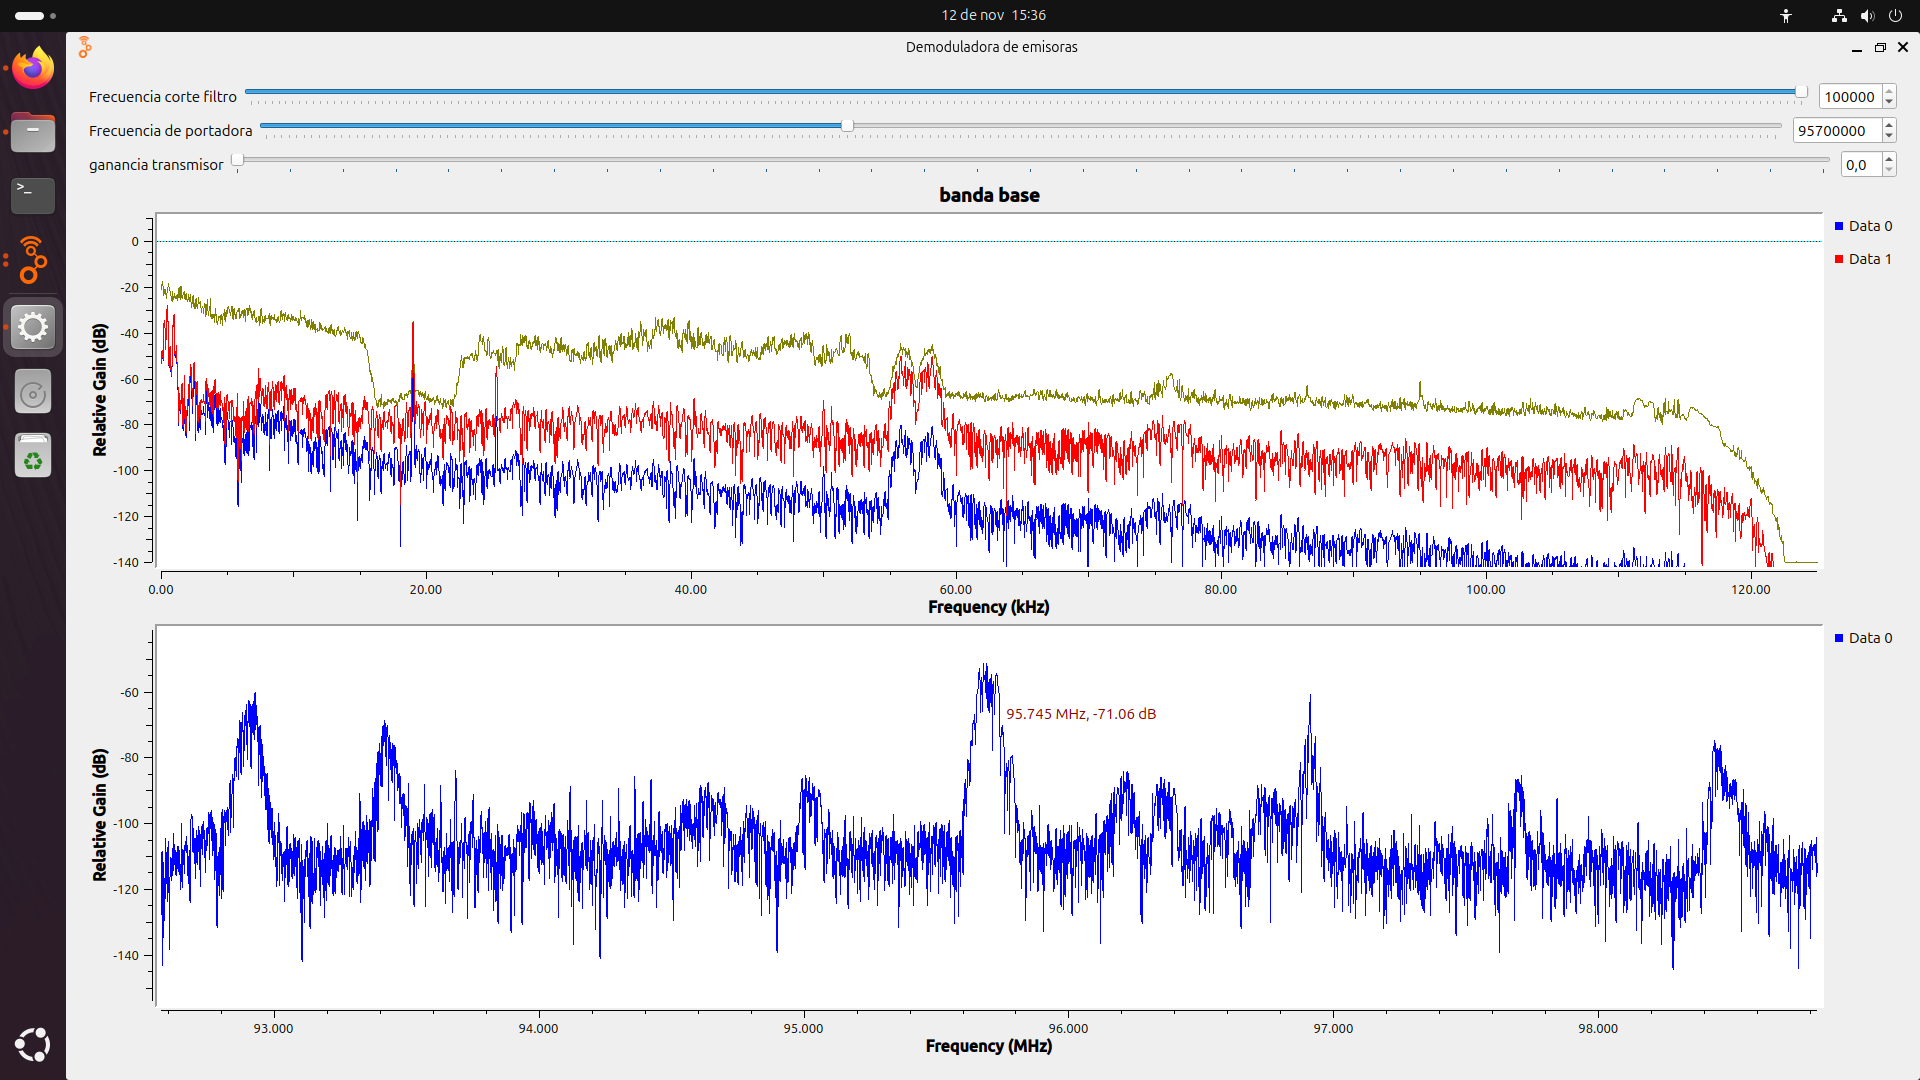 12 de nov 15:36
Demoduladora de emisoras
Frecuencia corte filtro 100000
Frecuencia de portadora 95700000
ganancia transmisor 0,0
banda base
Data 0
Data 1
Relative Gain (dB)
0
-20
-40
-60
-80
-100
-120
-140
0.00 20.00 40.00 60.00 80.00 100.00 120.00
Frequency (kHz)
Data 0
95.745 MHz, -71.06 dB
Relative Gain (dB)
-60
-80
-100
-120
-140
93.000 94.000 95.000 96.000 97.000 98.000
Frequency (MHz)